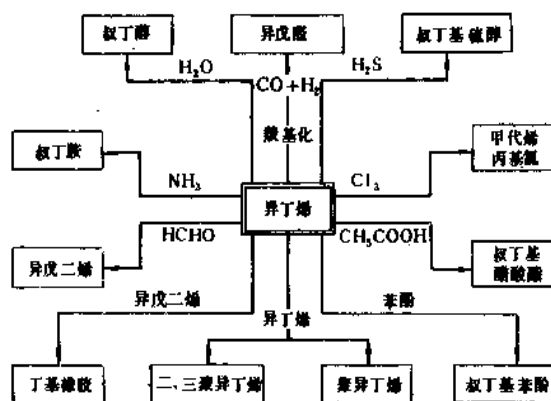 叔丁醇
异戊醛
叔丁基硫醇
H₂O
CO+H₂
H₂S
羰基化
叔丁胺
甲代烯
丙基氯
NH₃
Cl₂
异丁烯
HCHO
CH₃COOH
异戊二烯
叔丁基
醋酸酯
异戊二烯
异丁烯
苯酚
丁基橡胶
二、三聚异丁烯
聚异丁烯
叔丁基苯酚